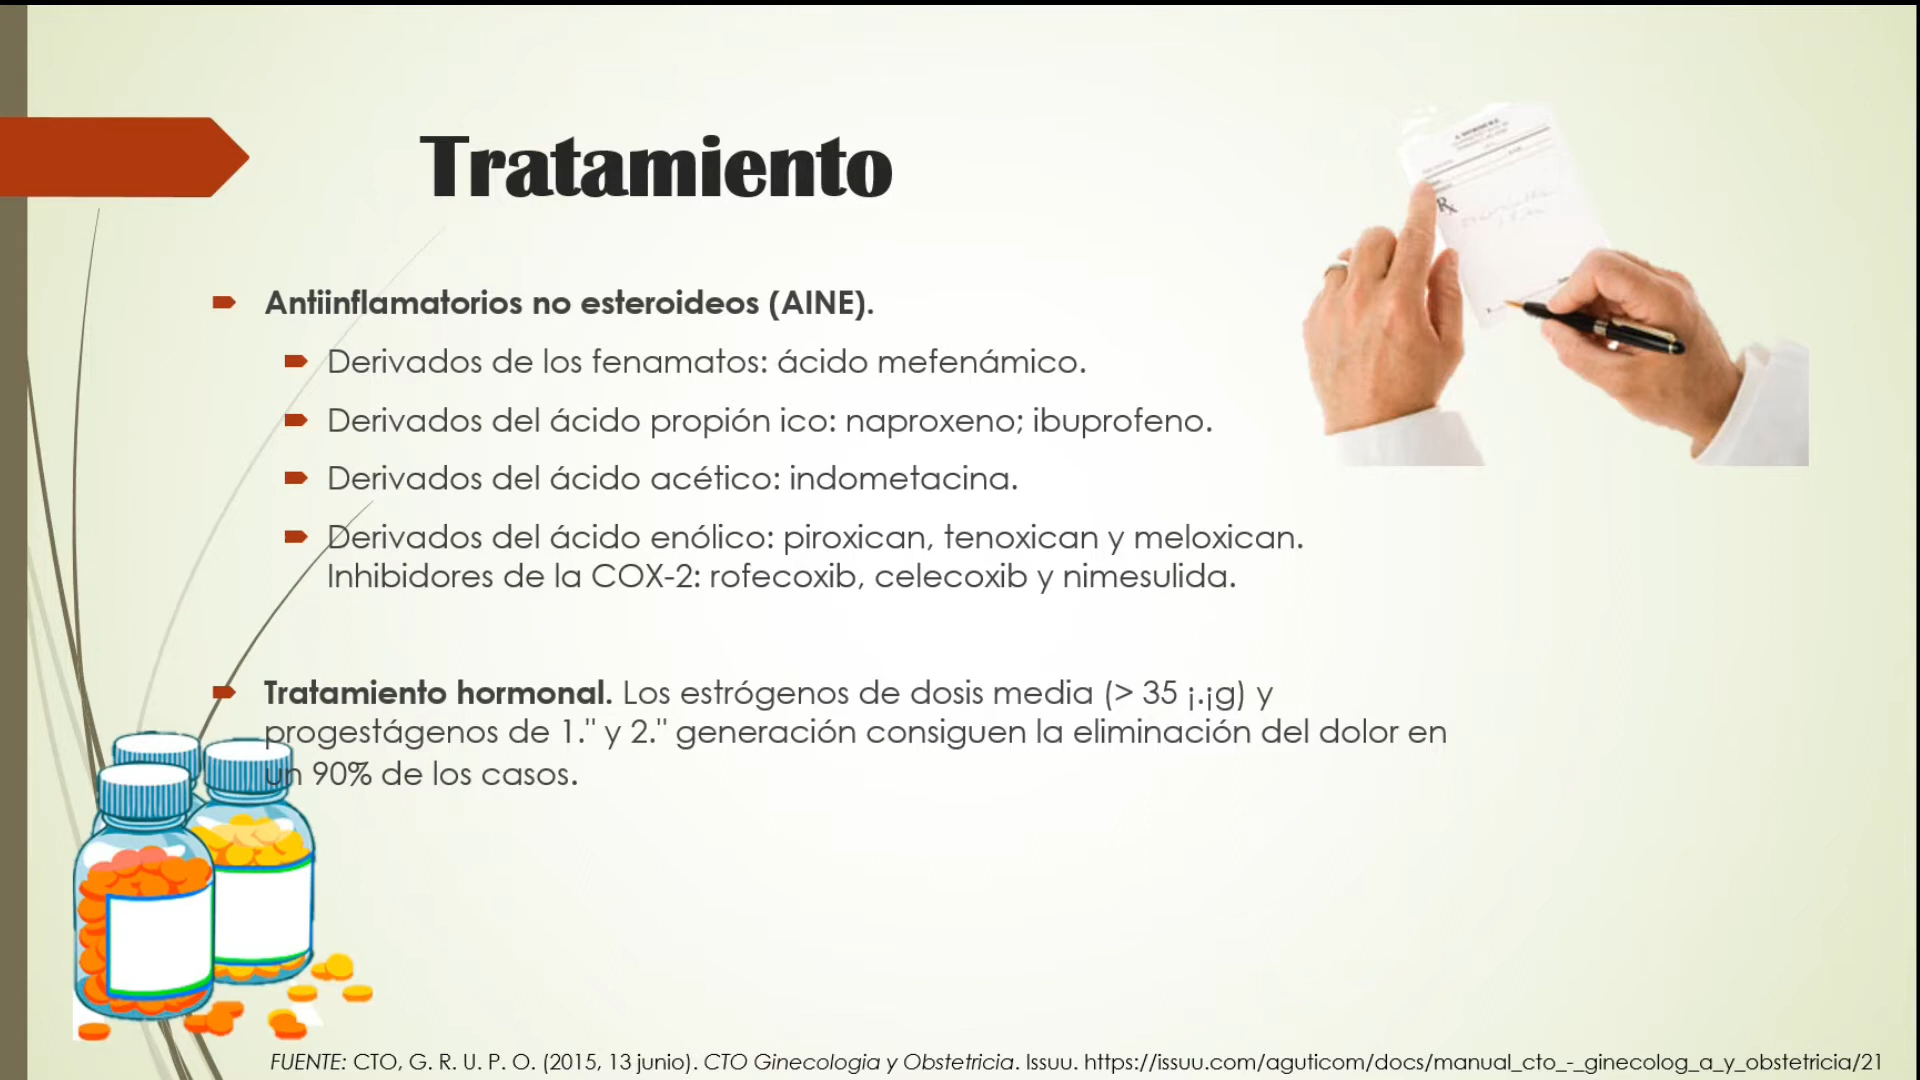 Tratamiento
Antiinflamatorios no esteroideos (AINE).
Derivados de los fenamatos: ácido mefenámico.
Derivados del ácido propión ico: naproxeno; ibuprofeno.
Derivados del ácido acético: indometacina.
Derivados del ácido enólico: piroxican, tenoxican y meloxican.
Inhibidores de la COX-2: rofecoxib, celecoxib y nimesulida.
Tratamiento hormonal. Los estrógenos de dosis media (> 35 ¡.¡g) y
progestágenos de 1." y 2." generación consiguen la eliminación del dolor en
un 90% de los casos.
Rx
FUENTE: CTO, G. R. U. P. O. (2015, 13 junio). CTO Ginecologia y Obstetricia. Issuu. https://issuu.com/aguticom/docs/manual_cto_-_ginecolog_a_y_obstetricia/21